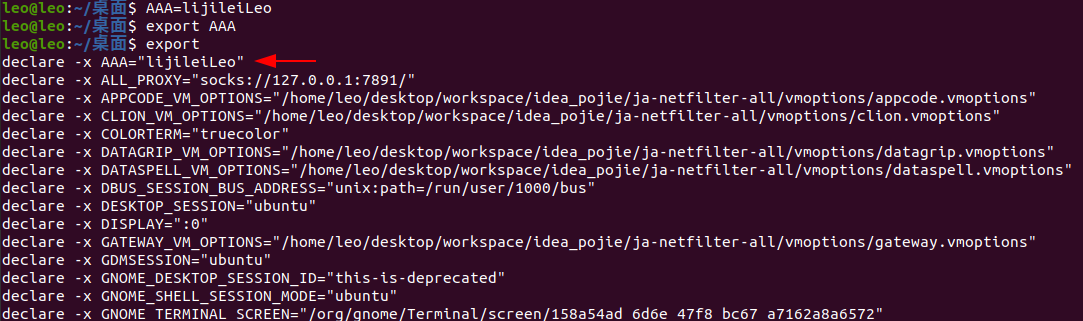 leo@leo:~/桌面$ AAA=lijileiLeo
leo@leo:~/桌面$ export AAA
leo@leo:~/桌面$ export
declare -x AAA="lijileiLeo"
declare -x ALL_PROXY="socks://127.0.0.1:7891/"
declare -x APPCODE_VM_OPTIONS="/home/leo/desktop/workspace/idea_pojie/ja-netfilter-all/vmoptions/appcode.vmoptions"
declare -x CLION_VM_OPTIONS="/home/leo/desktop/workspace/idea_pojie/ja-netfilter-all/vmoptions/clion.vmoptions"
declare -x COLORTERM="truecolor"
declare -x DATAGRIP_VM_OPTIONS="/home/leo/desktop/workspace/idea_pojie/ja-netfilter-all/vmoptions/datagrip.vmoptions"
declare -x DATASPELL_VM_OPTIONS="/home/leo/desktop/workspace/idea_pojie/ja-netfilter-all/vmoptions/dataspell.vmoptions"
declare -x DBUS_SESSION_BUS_ADDRESS="unix:path=/run/user/1000/bus"
declare -x DESKTOP_SESSION="ubuntu"
declare -x DISPLAY=":0"
declare -x GATEWAY_VM_OPTIONS="/home/leo/desktop/workspace/idea_pojie/ja-netfilter-all/vmoptions/gateway.vmoptions"
declare -x GDMSESSION="ubuntu"
declare -x GNOME_DESKTOP_SESSION_ID="this-is-deprecated"
declare -x GNOME_SHELL_SESSION_MODE="ubuntu"
declare -x GNOME_TERMINAL_SCREEN="/org/gnome/Terminal/screen/158a54ad_6d6e_47f8_bc67_a7162a8a6572"